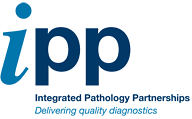 ipp
Integrated Pathology Partnerships
Delivering quality diagnostics